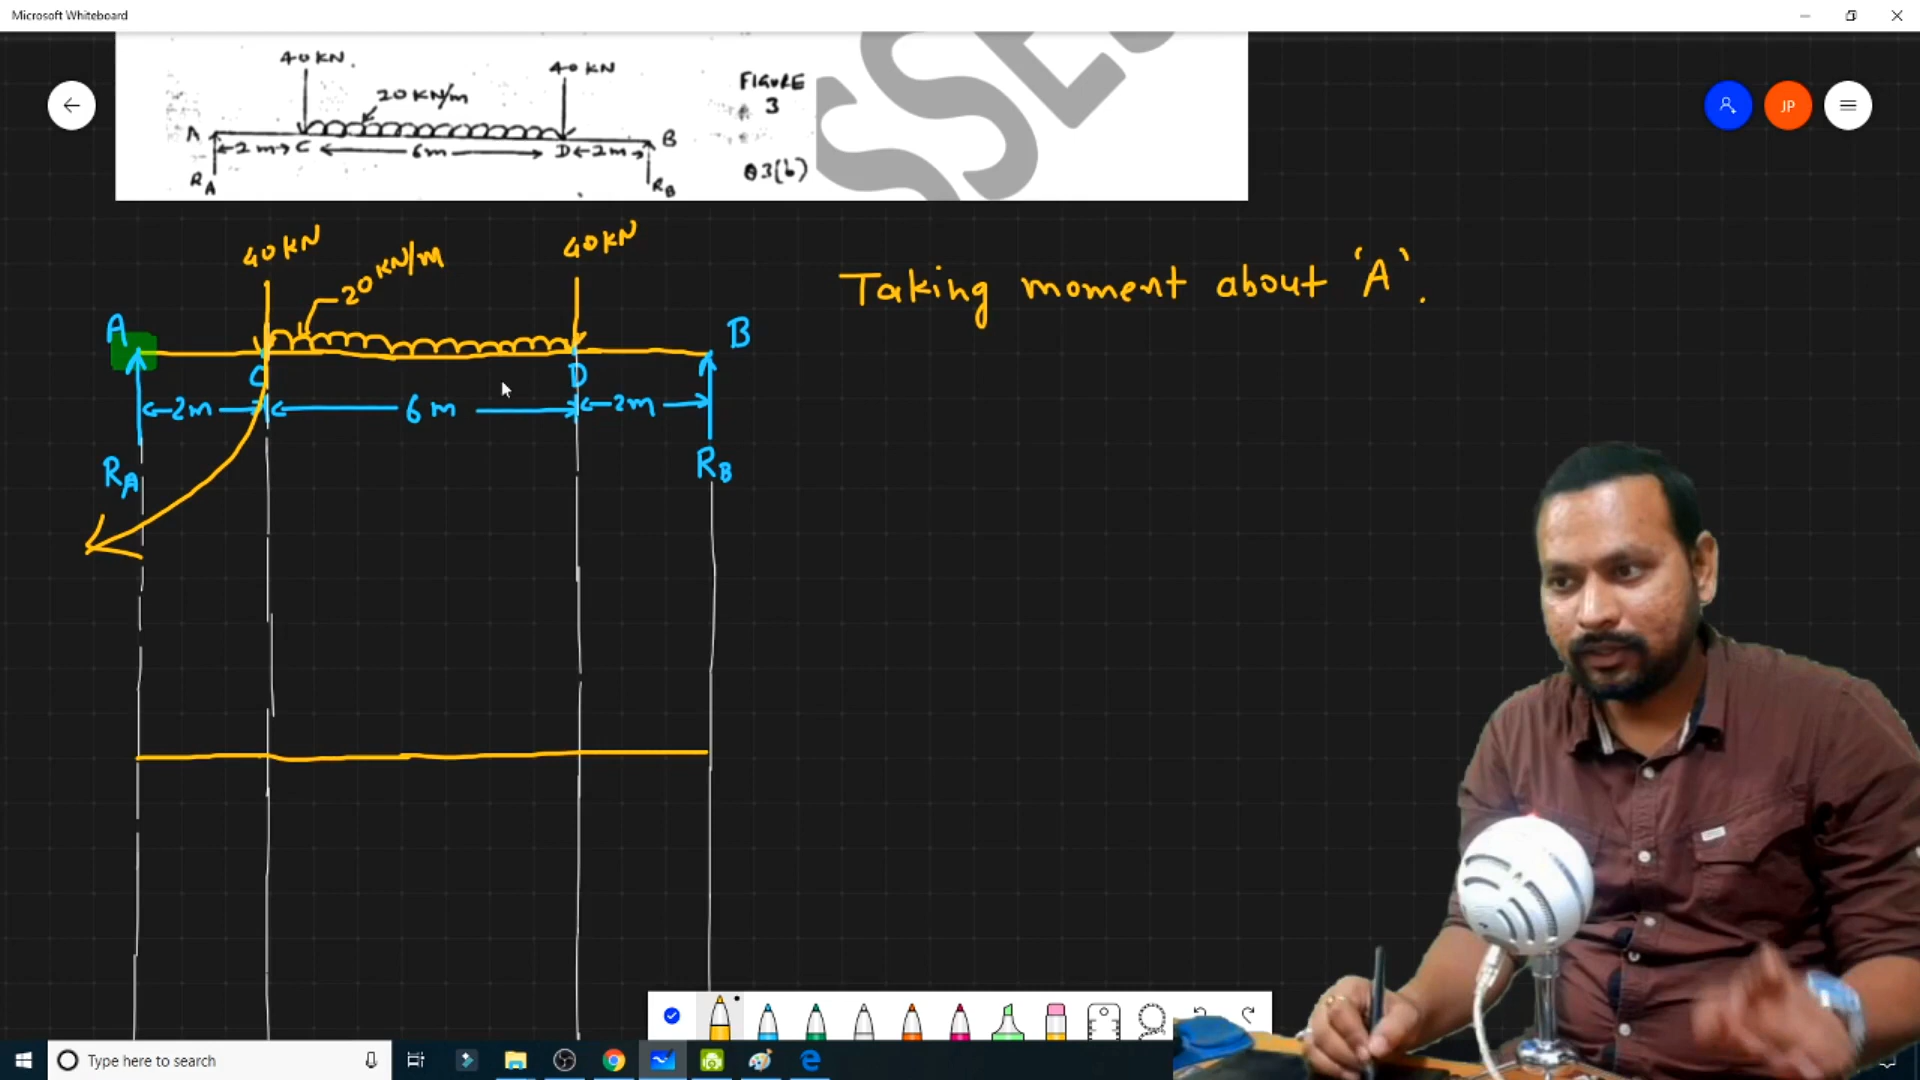 Microsoft Whiteboard
40 KN.
40 KN
20 KN/m
FIGURE
3
A
B
2 m C 6m D 2m
RA
RB
Q3(b)
JP
40 KN
20 KN/m
40 KN
A
B
C
D
2m
6 m
2m
RA
RB
Taking moment about 'A'.
Type here to search